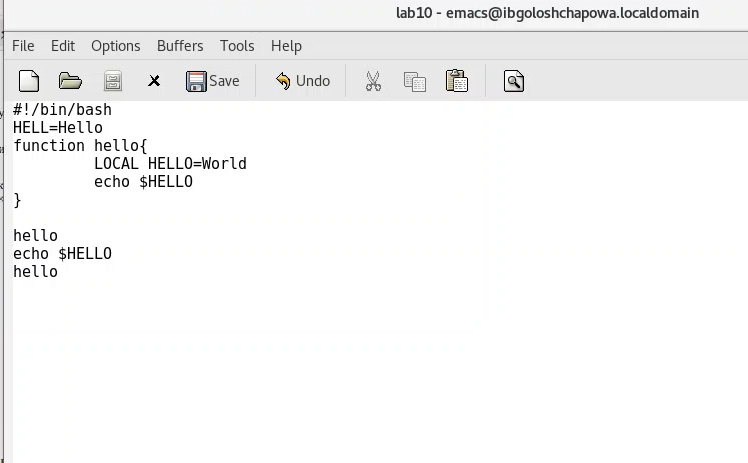 lab10 - emacs@ibgoloshchapowa.localdomain
File Edit Options Buffers Tools Help
Save Undo
#!/bin/bash
HELL=Hello
function hello{
LOCAL HELLO=World
echo $HELLO
}
hello
echo $HELLO
hello